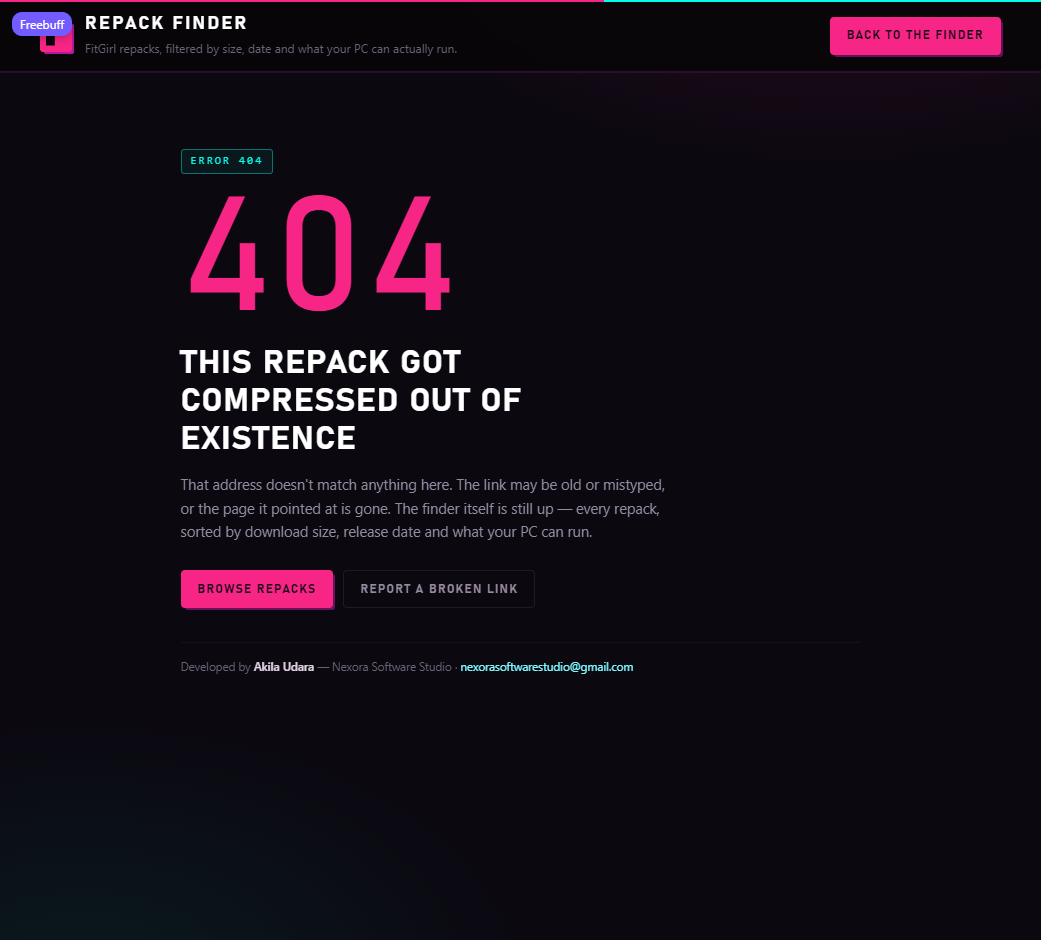 Freebuff
REPACK FINDER
FitGirl repacks, filtered by size, date and what your PC can actually run.
BACK TO THE FINDER
ERROR 404
404
THIS REPACK GOT
COMPRESSED OUT OF
EXISTENCE
That address doesn't match anything here. The link may be old or mistyped,
or the page it pointed at is gone. The finder itself is still up — every repack,
sorted by download size, release date and what your PC can run.
BROWSE REPACKS
REPORT A BROKEN LINK
Developed by Akila Udara — Nexora Software Studio · nexorasoftwarestudio@gmail.com